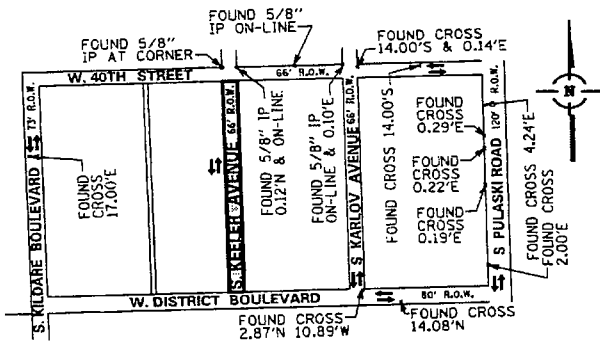 FOUND 5/8"
IP ON-LINE
FOUND 5/8"
IP AT CORNER
FOUND CROSS
14.00'S & 0.14'E
W. 40TH STREET
66' R.O.W.
N
S. KILDARE BOULEVARD
73' R.O.W.
FOUND
CROSS
17.00'E
S. KEELER AVENUE
66' R.O.W.
FOUND 5/8" IP
0.12'N & ON-LINE
FOUND 5/8" IP
ON-LINE & 0.10'E
S KARLOV AVENUE
66' R.O.W.
FOUND CROSS 14.00'S
FOUND
CROSS
0.29'E
FOUND
CROSS
0.22'E
FOUND
CROSS
0.19'E
S PULASKI ROAD
120' R.O.W.
FOUND CROSS 4.24'E
FOUND CROSS
2.00'E
W. DISTRICT BOULEVARD
80' R.O.W.
FOUND CROSS
2.87'N 10.89'W
FOUND CROSS
14.08'N